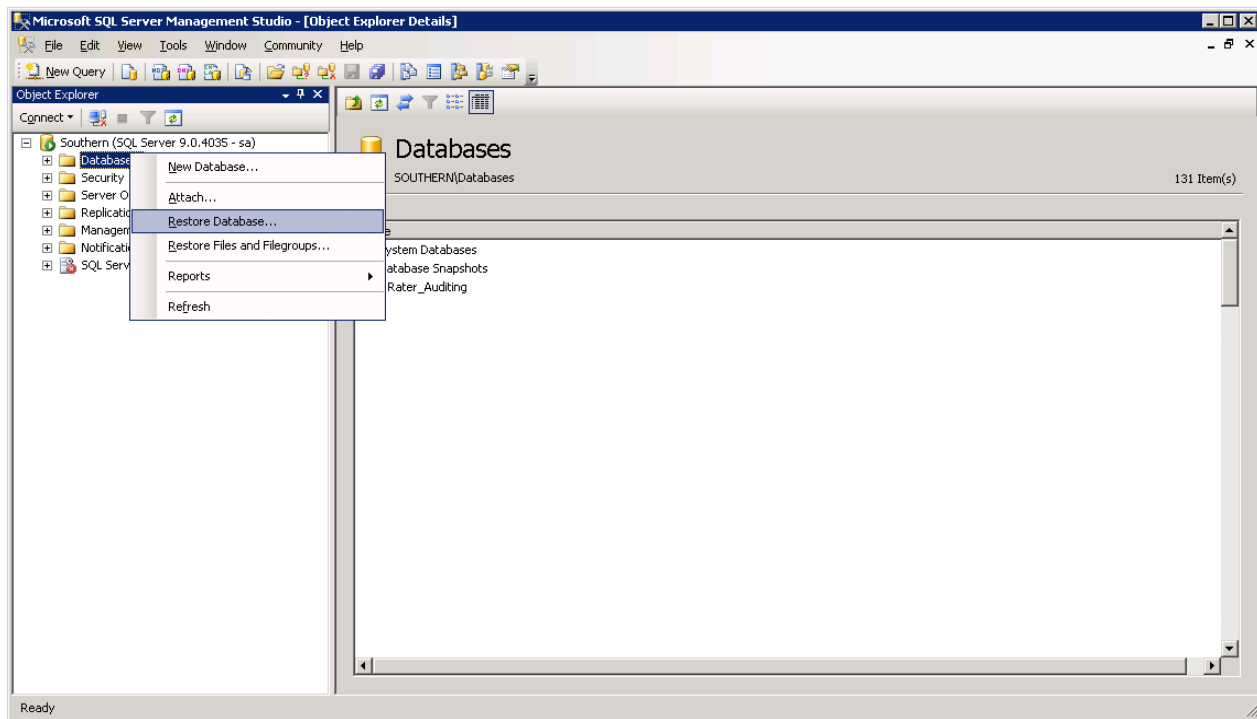 Microsoft SQL Server Management Studio - [Object Explorer Details]
File Edit View Tools Window Community Help
New Query
Object Explorer
Connect
Southern (SQL Server 9.0.4035 - sa)
Database
Security
Server O
Replicatio
Managem
Notificati
SQL Serv
New Database...
Attach...
Restore Database...
Restore Files and Filegroups...
Reports
Refresh
Databases
SOUTHERN\Databases 131 Item(s)
e
ystem Databases
atabase Snapshots
Rater_Auditing
Ready